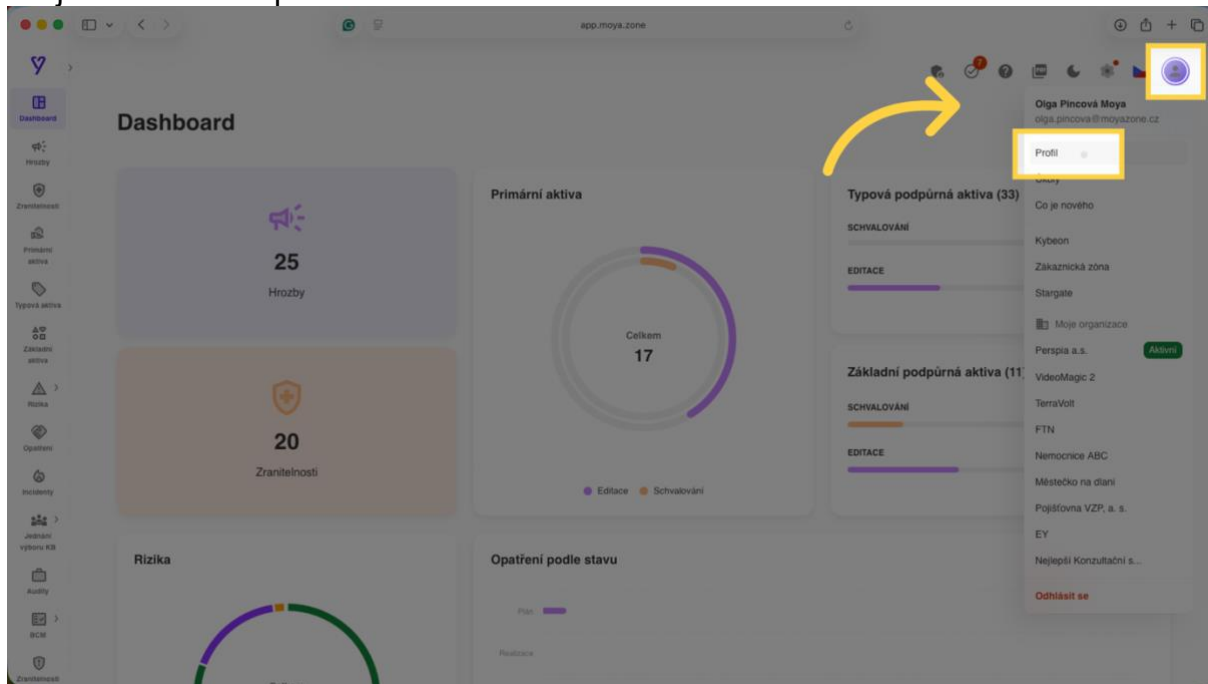 app.moya.zone
7
Olga Pincová Moya
olga.pincova@moyazone.cz
Profil
Úkoly
Co je nového
Kybeon
Zákaznická zóna
Stargate
Moje organizace
Perspia a.s.
Aktivní
VideoMagic 2
TerraVolt
FTN
Nemocnice ABC
Městečko na dlani
Pojišťovna VZP, a. s.
EY
Nejlepší Konzultační s...
Odhlásit se
Dashboard
Hrozby
Zranitelnosti
Primární
aktiva
Typová aktiva
Základní
aktiva
Rizika
Opatření
Incidenty
Jednání
výboru KB
Audity
BCM
Zranitelnosti
Dashboard
25
Hrozby
20
Zranitelnosti
Primární aktiva
Celkem
17
Editace
Schvalování
Typová podpůrná aktiva (33)
SCHVALOVÁNÍ
EDITACE
Základní podpůrná aktiva (11)
SCHVALOVÁNÍ
EDITACE
Rizika
Opatření podle stavu
Plán
Realizace